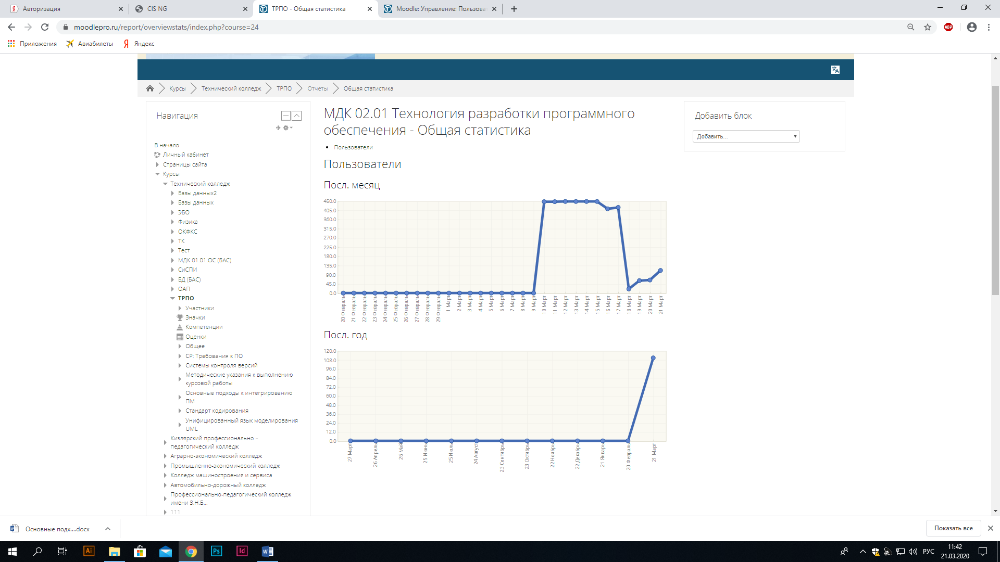 Авторизация
CIS NG
ТРПО - Общая статистика
Moodle: Управление: Пользова
moodlepro.ru/report/overviewstats/index.php?course=24
ABP
Приложения
Авиабилеты
Яндекс
Курсы
Технический колледж
ТРПО
Отчеты
Общая статистика
Навигация
В начало
Личный кабинет
Страницы сайта
Курсы
Технический колледж
Базы данных2
Базы данных
ЭБО
Физика
ОКФКС
ТК
Тест
МДК 01.01.ОС (БАС)
СиСПИ
БД (БАС)
ОАП
ТРПО
Участники
Значки
Компетенции
Оценки
Общее
СР: Требования к ПО
Системы контроля версий
Методические указания к выполнению
курсовой работы
Основные подходы к интегрированию
ПМ
Стандарт кодирования
Унифицированный язык моделирования
UML
Кизлярский профессионально –
педагогический колледж
Аграрно-экономический колледж
Промышленно-экономический колледж
Колледж машиностроения и сервиса
Автомобильно-дорожный колледж
Профессионально-педагогический колледж
имени З.Н.Б...
111
МДК 02.01 Технология разработки программного
обеспечения - Общая статистика
Пользователи
Пользователи
Посл. месяц
450.0
405.0
360.0
315.0
270.0
225.0
180.0
135.0
90.0
45.0
0.0
20 Февраль
21 Февраль
22 Февраль
23 Февраль
24 Февраль
25 Февраль
26 Февраль
27 Февраль
28 Февраль
29 Февраль
1 Март
2 Март
3 Март
4 Март
5 Март
6 Март
7 Март
8 Март
9 Март
10 Март
11 Март
12 Март
13 Март
14 Март
15 Март
16 Март
17 Март
18 Март
19 Март
20 Март
21 Март
Посл. год
120.0
108.0
96.0
84.0
72.0
60.0
48.0
36.0
24.0
12.0
0.0
27 Март
26 Апрель
26 Май
25 Июнь
25 Июль
24 Август
23 Сентябрь
23 Октябрь
22 Ноябрь
22 Декабрь
21 Январь
20 Февраль
21 Март
Добавить блок
Добавить...
Основные подх....docx
Показать все
Ai
Ps
Id
РУС
11:42
21.03.2020